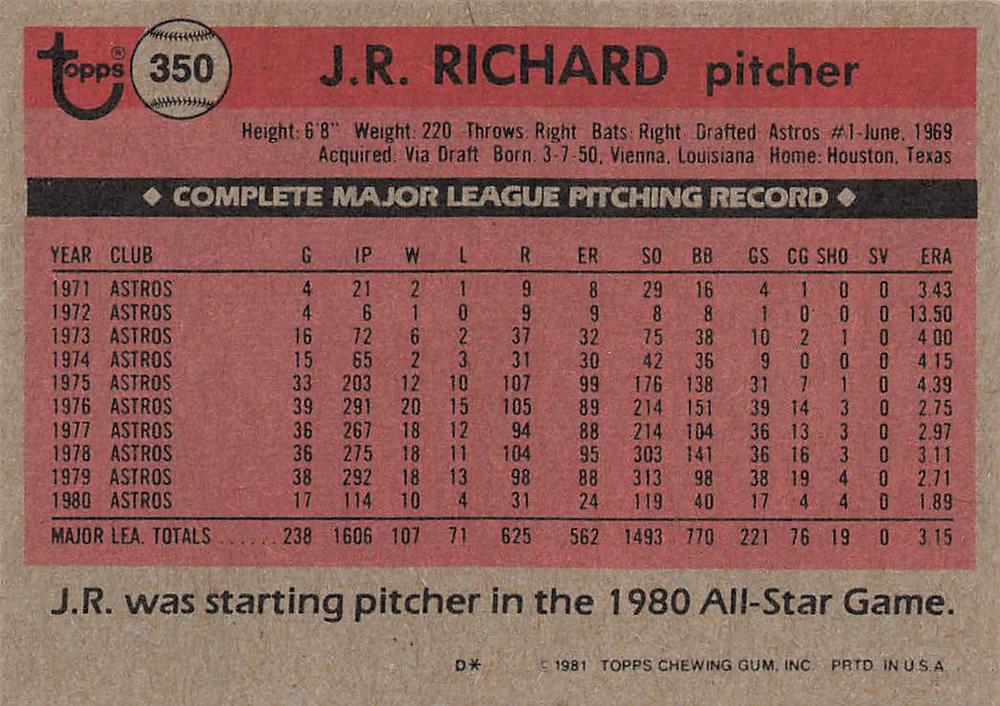 Topps® 350 J.R. RICHARD pitcher
Height: 6'8" Weight: 220 Throws: Right Bats: Right Drafted: Astros #1-June, 1969
Acquired: Via Draft Born: 3-7-50, Vienna, Louisiana Home: Houston, Texas
◆ COMPLETE MAJOR LEAGUE PITCHING RECORD ◆
YEAR CLUB G IP W L R ER SO BB GS CG SHO SV ERA
1971 ASTROS 4 21 2 1 9 8 29 16 4 1 0 0 3.43
1972 ASTROS 4 6 1 0 9 9 8 8 1 0 0 0 13.50
1973 ASTROS 16 72 6 2 37 32 75 38 10 2 1 0 4.00
1974 ASTROS 15 65 2 3 31 30 42 36 9 0 0 0 4.15
1975 ASTROS 33 203 12 10 107 99 176 138 31 7 1 0 4.39
1976 ASTROS 39 291 20 15 105 89 214 151 39 14 3 0 2.75
1977 ASTROS 36 267 18 12 94 88 214 104 36 13 3 0 2.97
1978 ASTROS 36 275 18 11 104 95 303 141 36 16 3 0 3.11
1979 ASTROS 38 292 18 13 98 88 313 98 38 19 4 0 2.71
1980 ASTROS 17 114 10 4 31 24 119 40 17 4 4 0 1.89
MAJOR LEA. TOTALS ...... 238 1606 107 71 625 562 1493 770 221 76 19 0 3.15
J.R. was starting pitcher in the 1980 All-Star Game.
D* © 1981 TOPPS CHEWING GUM, INC. PRTD. IN U.S.A.